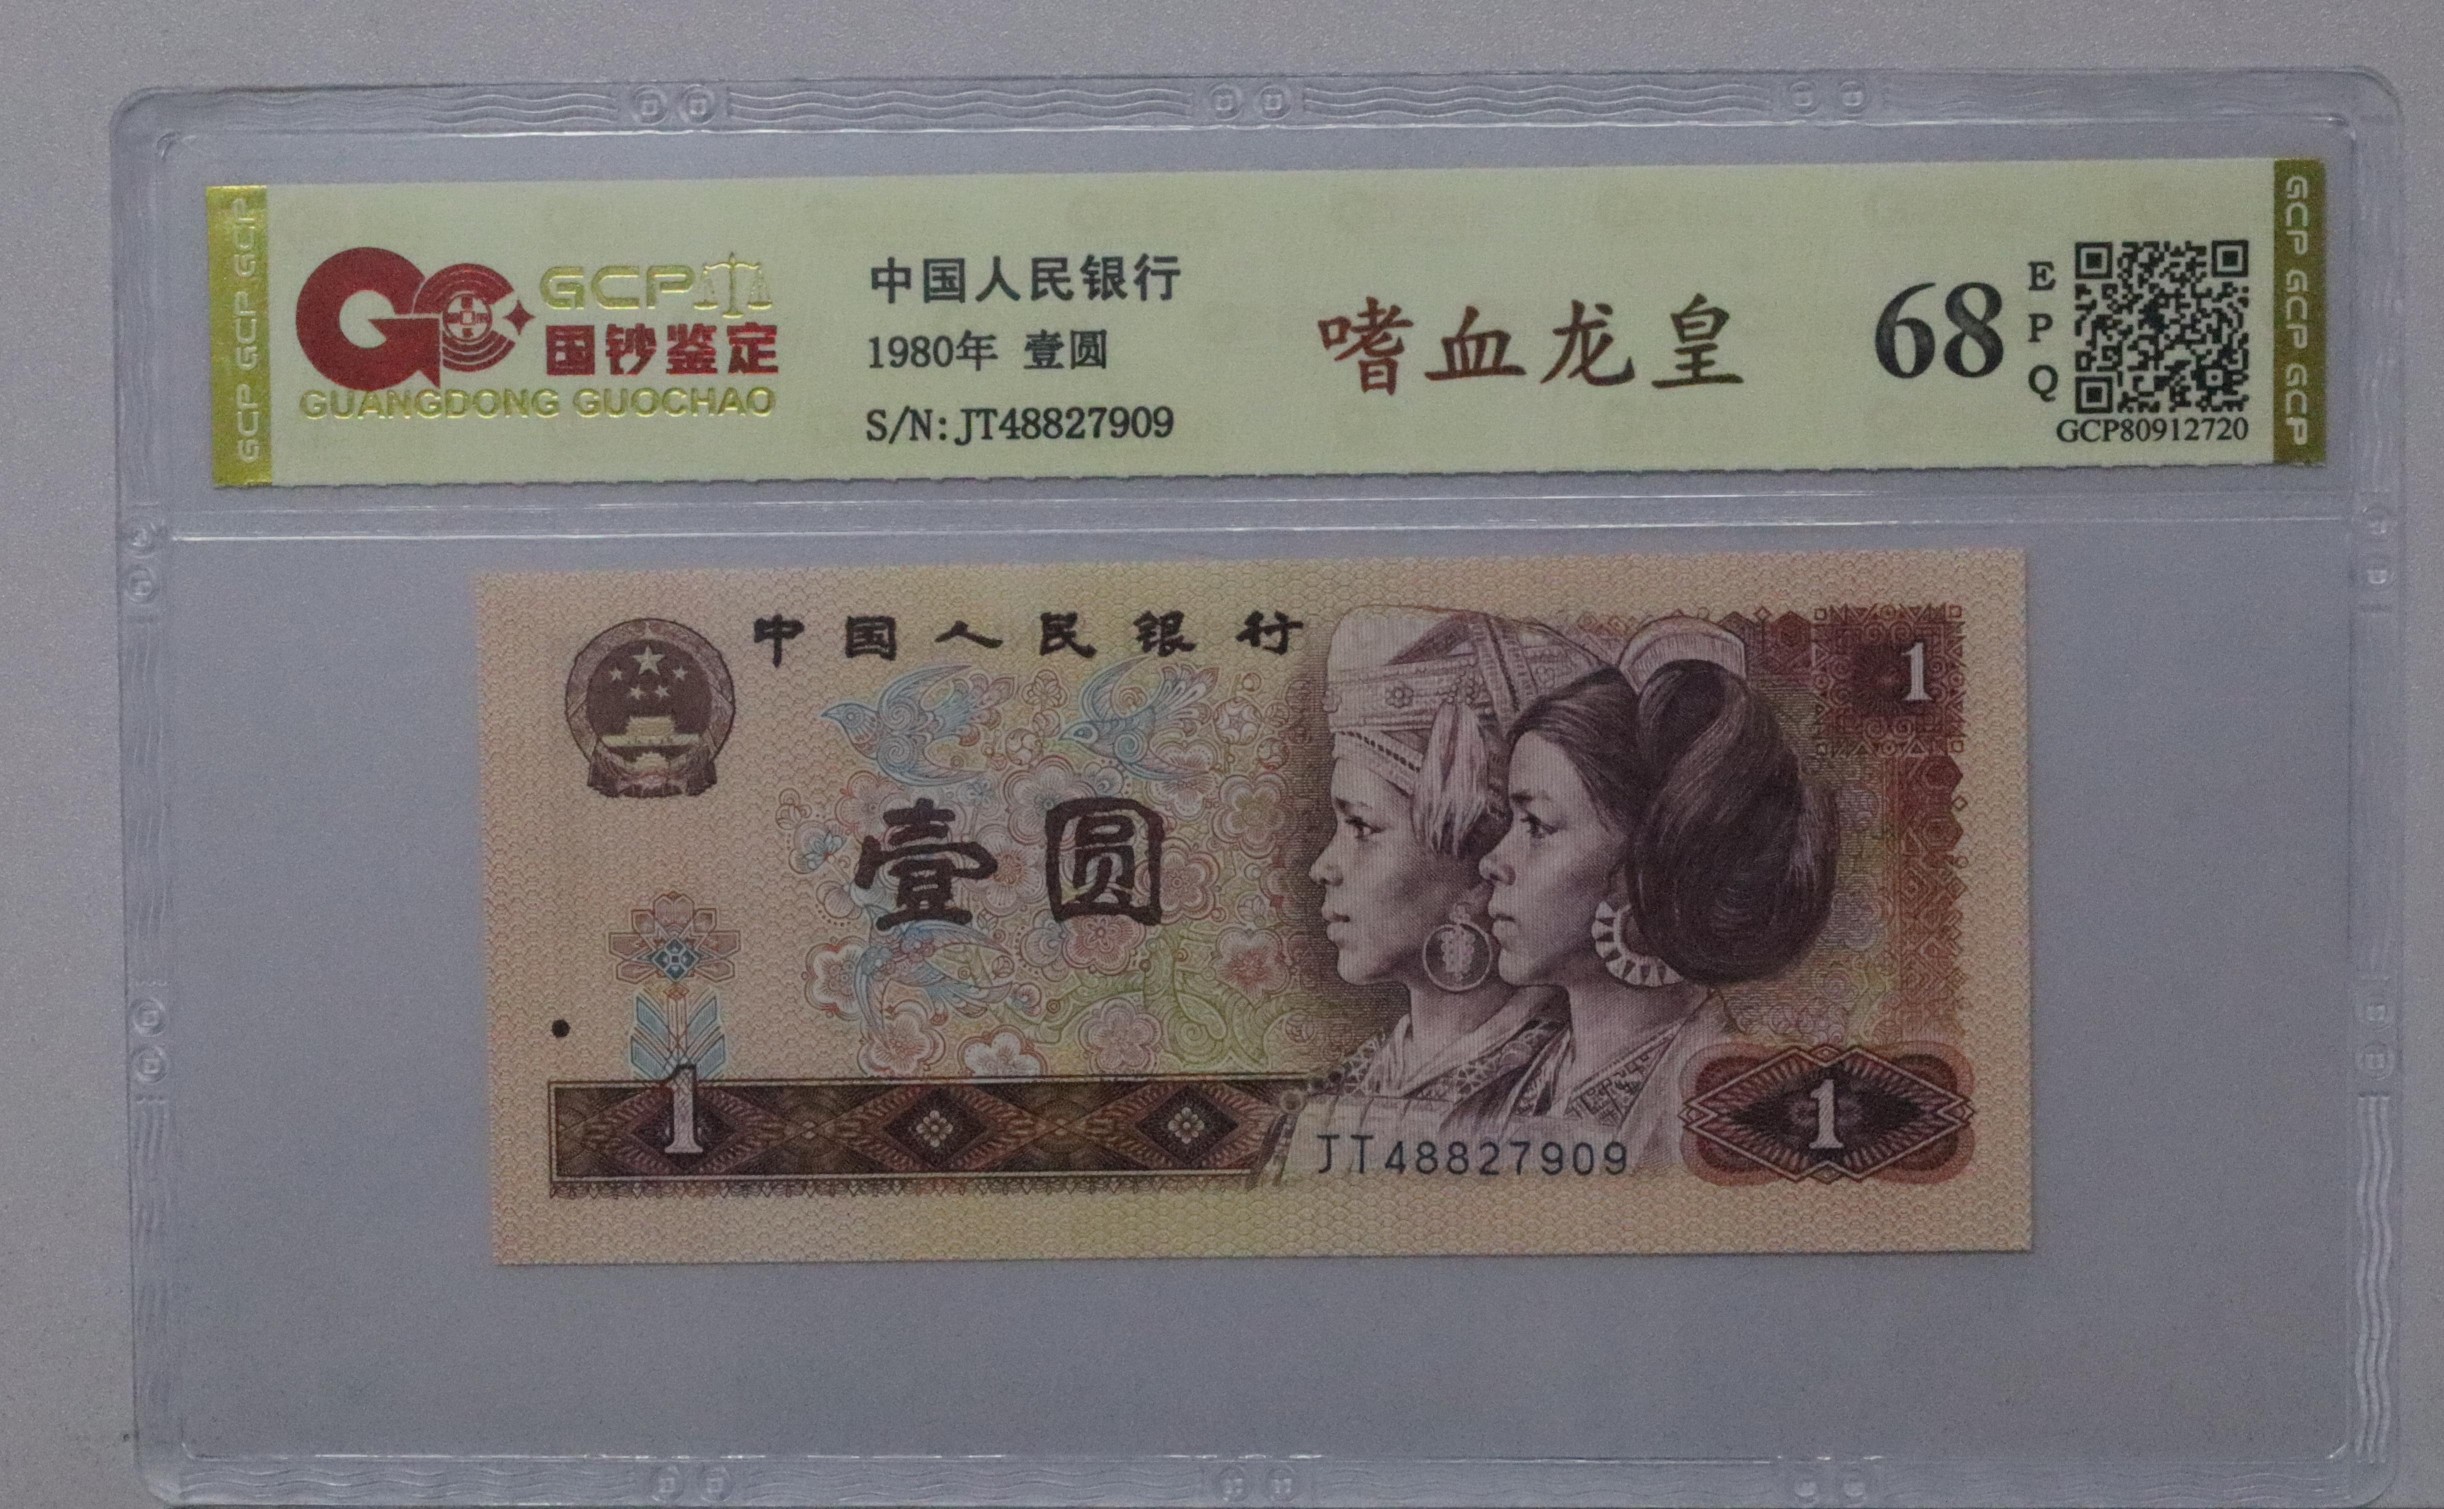 GCP GCP GCP
GCP
国钞鉴定
GUANGDONG GUOCHAO
中国人民银行
1980年 壹圆
S/N:JT48827909
嗜血龙皇
68
E
P
Q
GCP80912720
GCP GCP GCP
中国人民银行
1
壹圆
1
1
JT48827909